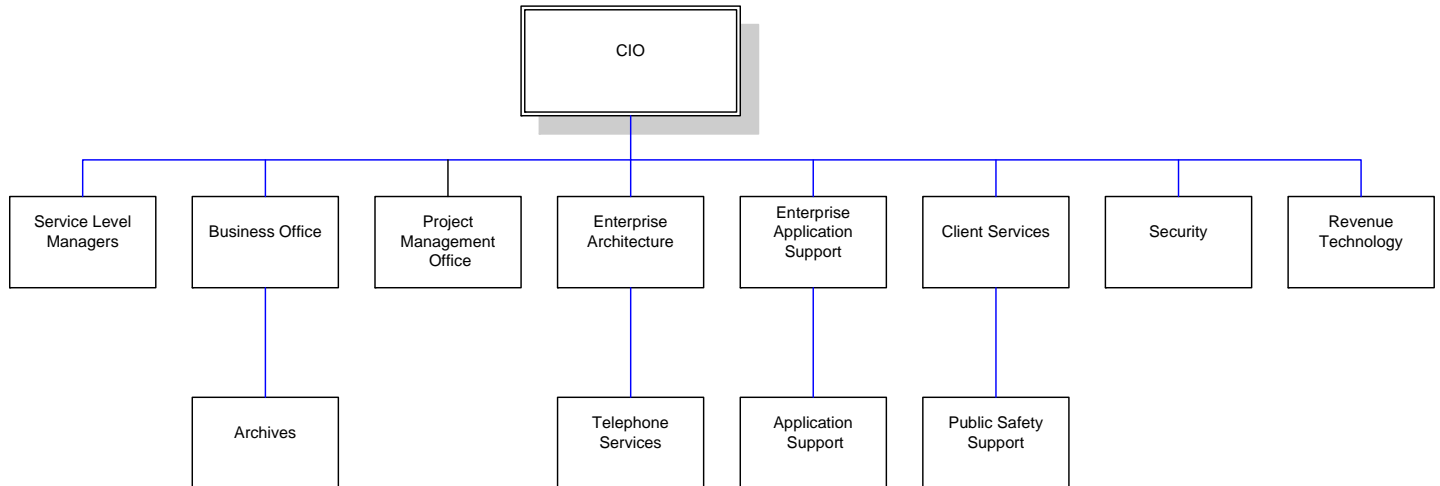 CIO
Service Level
Managers
Business Office
Project
Management
Office
Enterprise
Architecture
Enterprise
Application
Support
Client Services
Security
Revenue
Technology
Archives
Telephone
Services
Application
Support
Public Safety
Support